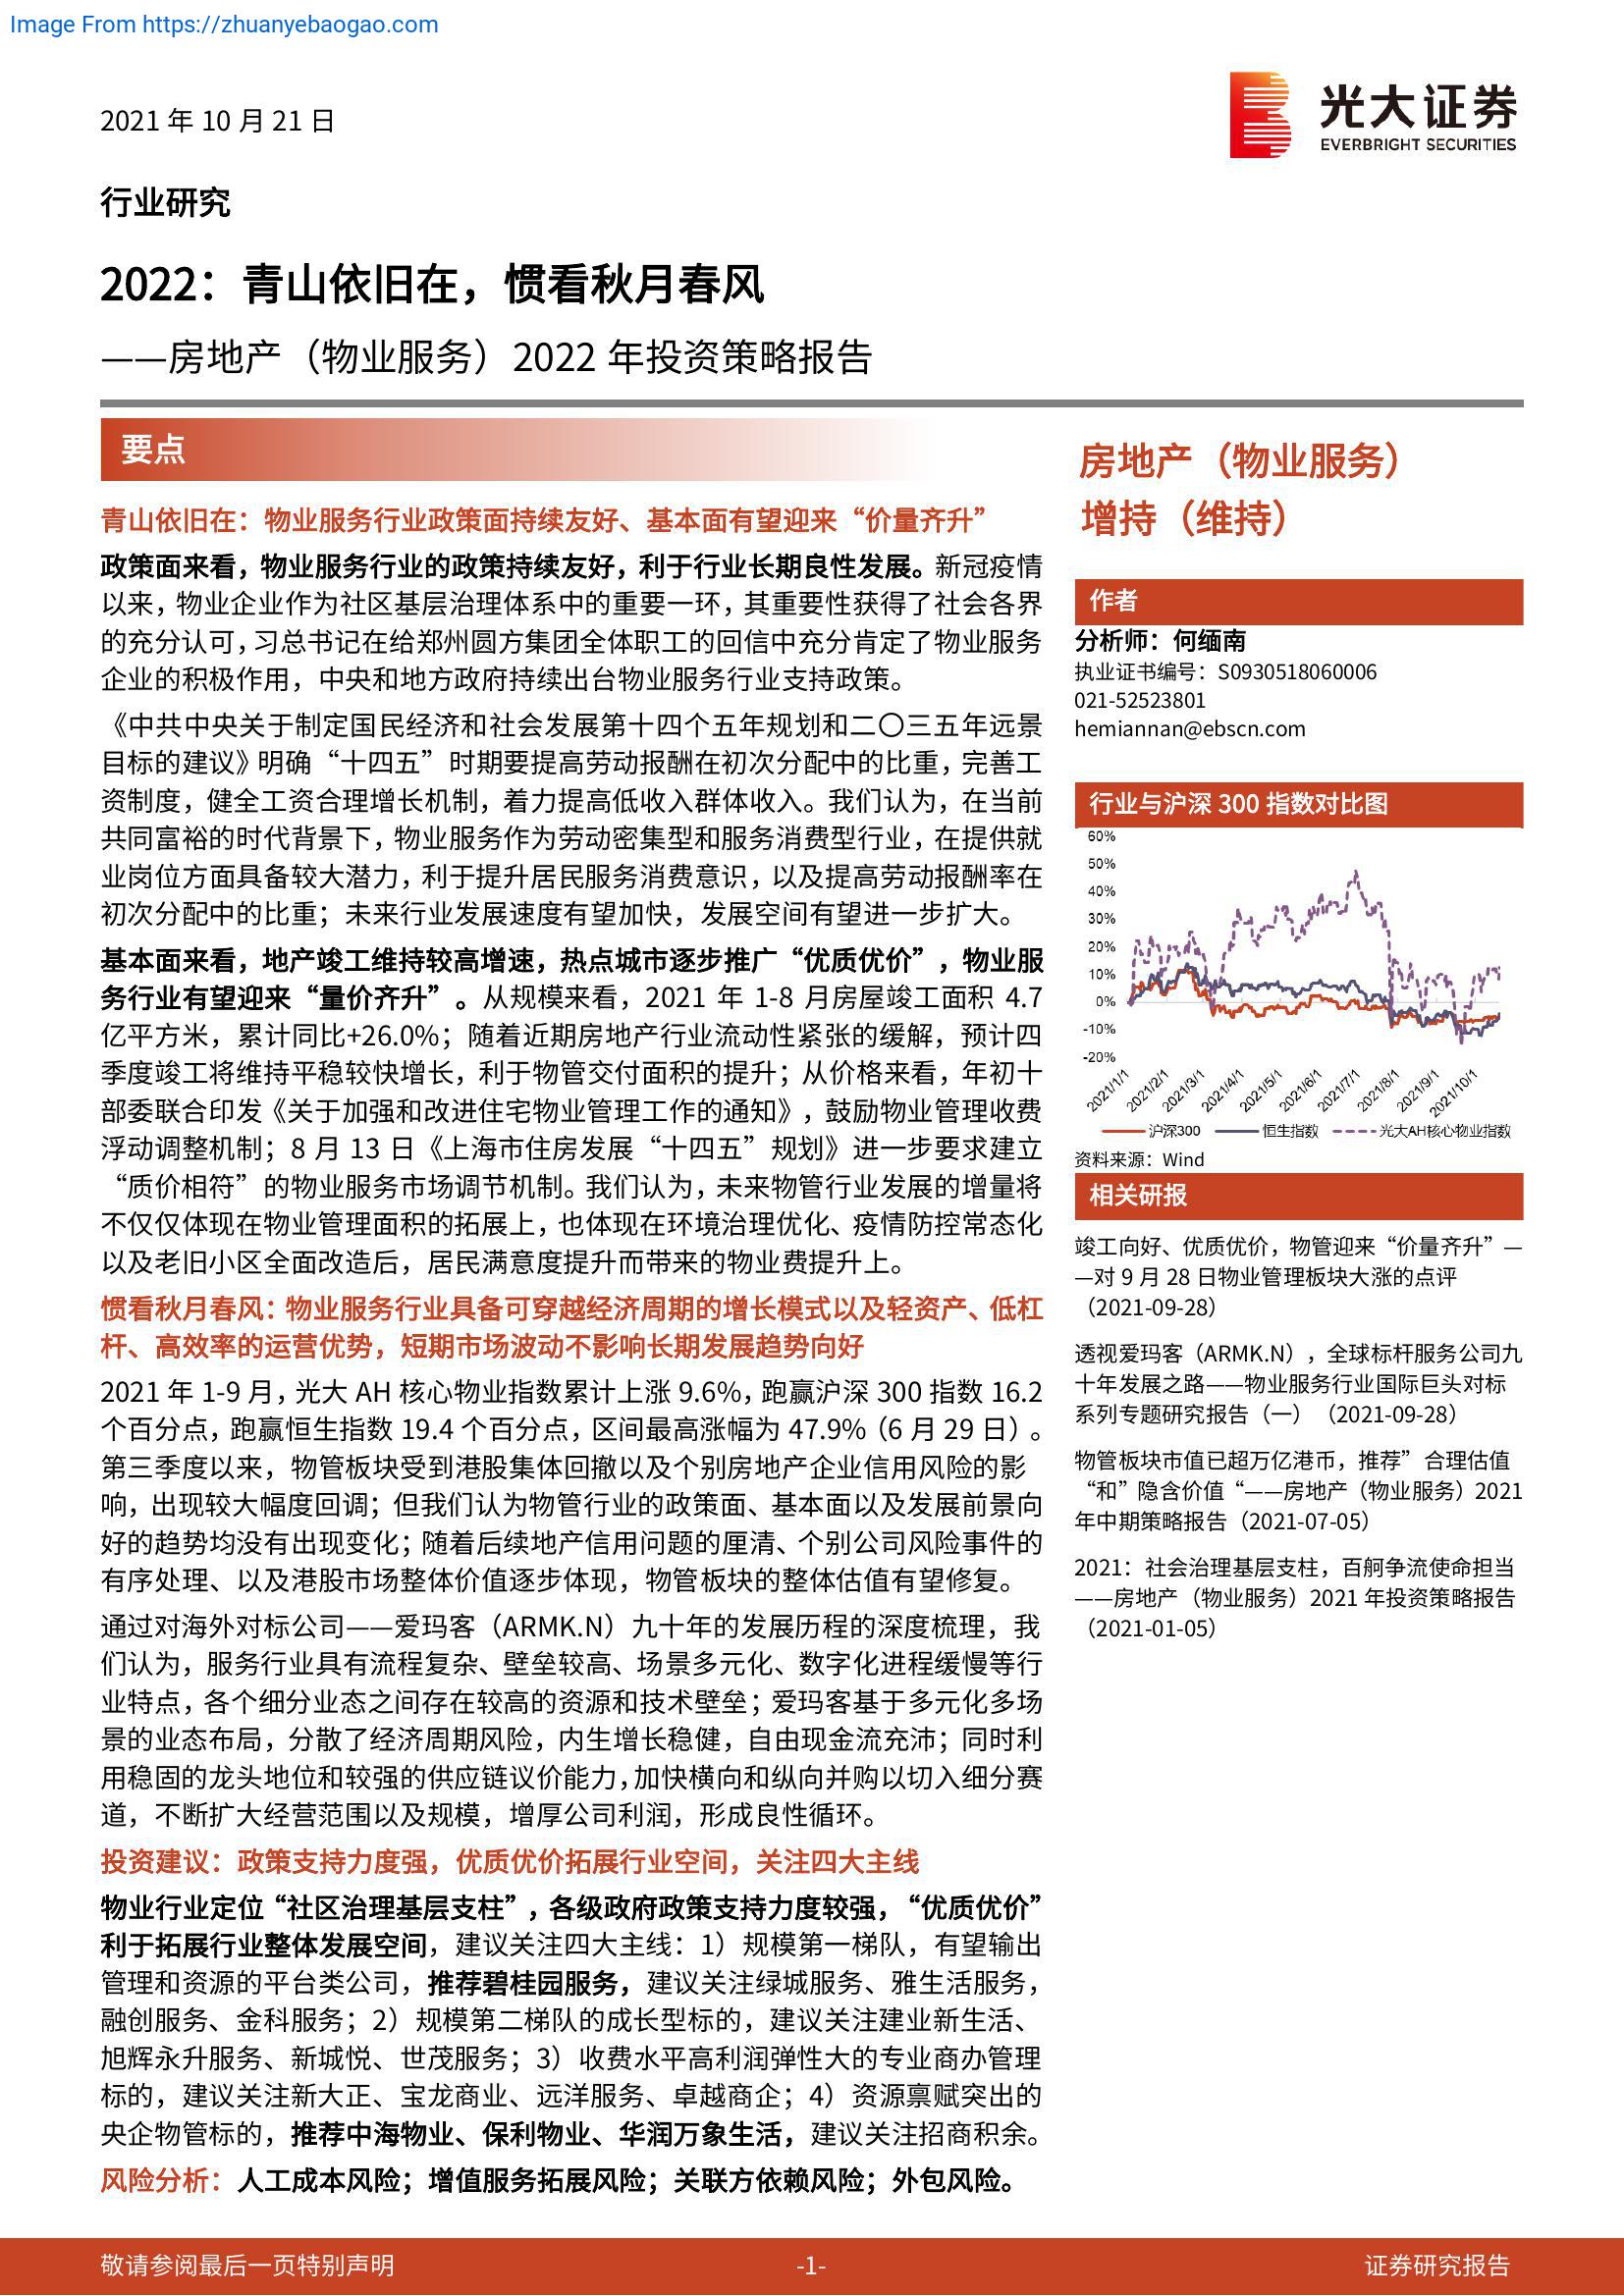 Image From https://zhuanyebaogao.com
2021 年 10 月 21 日
光大证券
EVERBRIGHT SECURITIES
行业研究
2022：青山依旧在，惯看秋月春风
——房地产（物业服务）2022 年投资策略报告
要点
青山依旧在：物业服务行业政策面持续友好、基本面有望迎来“价量齐升”
政策面来看，物业服务行业的政策持续友好，利于行业长期良性发展。新冠疫情
以来，物业企业作为社区基层治理体系中的重要一环，其重要性获得了社会各界
的充分认可，习总书记在给郑州圆方集团全体职工的回信中充分肯定了物业服务
企业的积极作用，中央和地方政府持续出台物业服务行业支持政策。
《中共中央关于制定国民经济和社会发展第十四个五年规划和二〇三五年远景
目标的建议》明确“十四五”时期要提高劳动报酬在初次分配中的比重，完善工
资制度，健全工资合理增长机制，着力提高低收入群体收入。我们认为，在当前
共同富裕的时代背景下，物业服务作为劳动密集型和服务消费型行业，在提供就
业岗位方面具备较大潜力，利于提升居民服务消费意识，以及提高劳动报酬率在
初次分配中的比重；未来行业发展速度有望加快，发展空间有望进一步扩大。
基本面来看，地产竣工维持较高增速，热点城市逐步推广“优质优价”，物业服
务行业有望迎来“量价齐升”。从规模来看，2021 年 1-8 月房屋竣工面积 4.7
亿平方米，累计同比+26.0%；随着近期房地产行业流动性紧张的缓解，预计四
季度竣工将维持平稳较快增长，利于物管交付面积的提升；从价格来看，年初十
部委联合印发《关于加强和改进住宅物业管理工作的通知》，鼓励物业管理收费
浮动调整机制；8 月 13 日《上海市住房发展“十四五”规划》进一步要求建立
“质价相符”的物业服务市场调节机制。我们认为，未来物管行业发展的增量将
不仅仅体现在物业管理面积的拓展上，也体现在环境治理优化、疫情防控常态化
以及老旧小区全面改造后，居民满意度提升而带来的物业费提升上。
惯看秋月春风：物业服务行业具备可穿越经济周期的增长模式以及轻资产、低杠
杆、高效率的运营优势，短期市场波动不影响长期发展趋势向好
2021 年 1-9 月，光大 AH 核心物业指数累计上涨 9.6%，跑赢沪深 300 指数 16.2
个百分点，跑赢恒生指数 19.4 个百分点，区间最高涨幅为 47.9%（6 月 29 日）。
第三季度以来，物管板块受到港股集体回撤以及个别房地产企业信用风险的影
响，出现较大幅度回调；但我们认为物管行业的政策面、基本面以及发展前景向
好的趋势均没有出现变化；随着后续地产信用问题的厘清、个别公司风险事件的
有序处理、以及港股市场整体价值逐步体现，物管板块的整体估值有望修复。
通过对海外对标公司——爱玛客（ARMK.N）九十年的发展历程的深度梳理，我
们认为，服务行业具有流程复杂、壁垒较高、场景多元化、数字化进程缓慢等行
业特点，各个细分业态之间存在较高的资源和技术壁垒；爱玛客基于多元化多场
景的业态布局，分散了经济周期风险，内生增长稳健，自由现金流充沛；同时利
用稳固的龙头地位和较强的供应链议价能力，加快横向和纵向并购以切入细分赛
道，不断扩大经营范围以及规模，增厚公司利润，形成良性循环。
投资建议：政策支持力度强，优质优价拓展行业空间，关注四大主线
物业行业定位“社区治理基层支柱”，各级政府政策支持力度较强，“优质优价”
利于拓展行业整体发展空间，建议关注四大主线：1）规模第一梯队，有望输出
管理和资源的平台类公司，推荐碧桂园服务，建议关注绿城服务、雅生活服务，
融创服务、金科服务；2）规模第二梯队的成长型标的，建议关注建业新生活、
旭辉永升服务、新城悦、世茂服务；3）收费水平高利润弹性大的专业商办管理
标的，建议关注新大正、宝龙商业、远洋服务、卓越商企；4）资源禀赋突出的
央企物管标的，推荐中海物业、保利物业、华润万象生活，建议关注招商积余。
风险分析：人工成本风险；增值服务拓展风险；关联方依赖风险；外包风险。
房地产（物业服务）
增持（维持）
作者
分析师：何缅南
执业证书编号：S0930518060006
021-52523801
hemiannan@ebscn.com
行业与沪深 300 指数对比图
60%
50%
40%
30%
20%
10%
0%
-10%
-20%
2021/1/1 2021/2/1 2021/3/1 2021/4/1 2021/5/1 2021/6/1 2021/7/1 2021/8/1 2021/9/1 2021/10/1
沪深300 恒生指数 光大AH核心物业指数
资料来源：Wind
相关研报
竣工向好、优质优价，物管迎来“价量齐升”—
—对 9 月 28 日物业管理板块大涨的点评
（2021-09-28）
透视爱玛客（ARMK.N），全球标杆服务公司九
十年发展之路——物业服务行业国际巨头对标
系列专题研究报告（一）（2021-09-28）
物管板块市值已超万亿港币，推荐”合理估值
“和”隐含价值“——房地产（物业服务）2021
年中期策略报告（2021-07-05）
2021：社会治理基层支柱，百舸争流使命担当
——房地产（物业服务）2021 年投资策略报告
（2021-01-05）
敬请参阅最后一页特别声明
-1-
证券研究报告